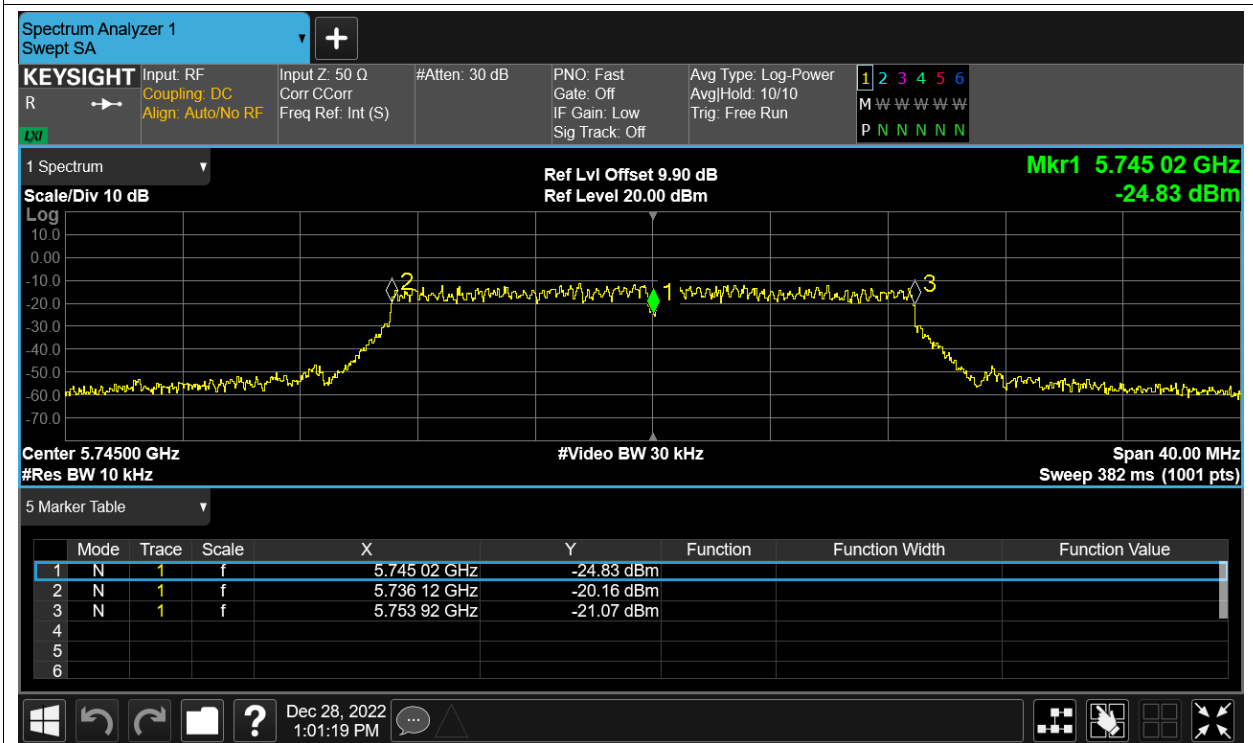 Spectrum Analyzer 1
Swept SA
KEYSIGHT Input: RF Input Z: 50 Ω #Atten: 30 dB PNO: Fast Avg Type: Log-Power 1 2 3 4 5 6
R Coupling: DC Corr CCorr Gate: Off Avg|Hold: 10/10 M W W W W W
Align: Auto/No RF Freq Ref: Int (S) IF Gain: Low Trig: Free Run
LXI Sig Track: Off P N N N N N
1 Spectrum Ref Lvl Offset 9.90 dB Mkr1 5.745 02 GHz
Scale/Div 10 dB Ref Level 20.00 dBm -24.83 dBm
Log
10.0
0.00
-10.0 2 3
-20.0 1
-30.0
-40.0
-50.0
-60.0
-70.0
Center 5.74500 GHz #Video BW 30 kHz Span 40.00 MHz
#Res BW 10 kHz Sweep 382 ms (1001 pts)
5 Marker Table
Mode Trace Scale X Y Function Function Width Function Value
1 N 1 f 5.745 02 GHz -24.83 dBm
2 N 1 f 5.736 12 GHz -20.16 dBm
3 N 1 f 5.753 92 GHz -21.07 dBm
4
5
6
? Dec 28, 2022
1:01:19 PM